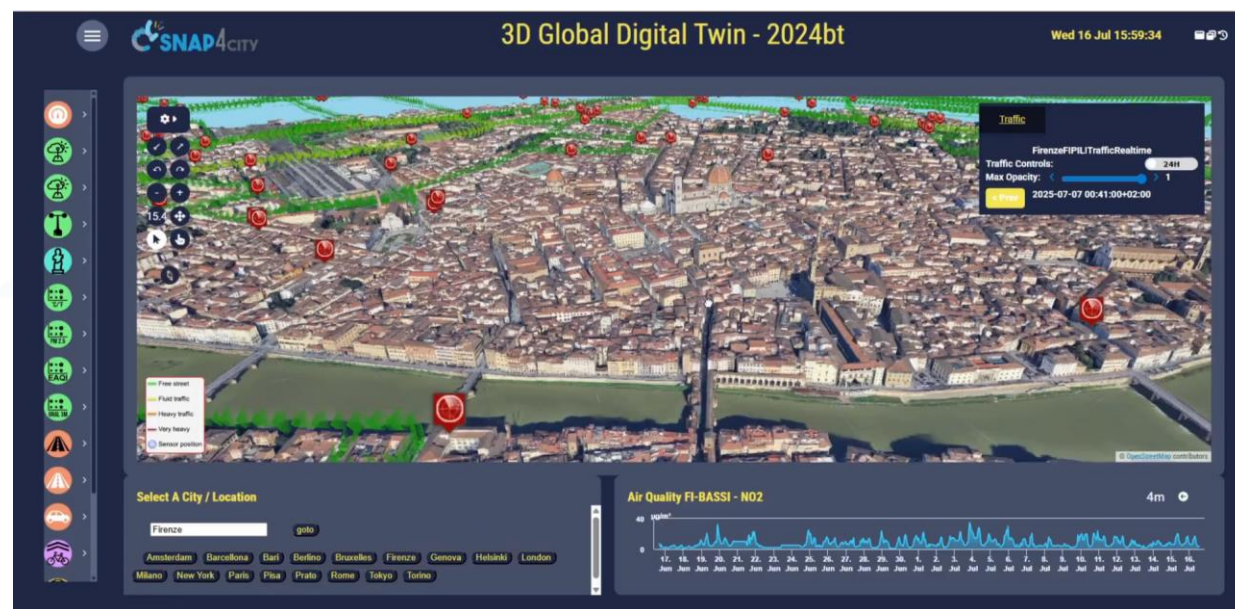 SNAP4CITY
3D Global Digital Twin - 2024bt
Wed 16 Jul 15:59:34
Traffic
FirenzeFIPILITrafficRealtime
Traffic Controls:
24H
Max Opacity:
1
« Prev
2025-07-07 00:41:00+02:00
15.4
PM 2.5
EAQI
Free street
Fluid traffic
Heavy traffic
Very heavy
Sensor position
© OpenStreetMap contributors
Select A City / Location
Firenze
goto
Amsterdam Barcellona Bari Berlino Bruxelles Firenze Genova Helsinki London
Milano New York Paris Pisa Prato Rome Tokyo Torino
Air Quality FI-BASSI - NO2
4m
40
µg/m³
0
17. 18. 19. 20. 21. 22. 23. 24. 25. 26. 27. 28. 29. 30. 1. 2. 3. 4. 5. 6. 7. 8. 9. 10. 11. 12. 13. 14. 15. 16.
Jun Jun Jun Jun Jun Jun Jun Jun Jun Jun Jun Jun Jun Jun Jul Jul Jul Jul Jul Jul Jul Jul Jul Jul Jul Jul Jul Jul Jul Jul